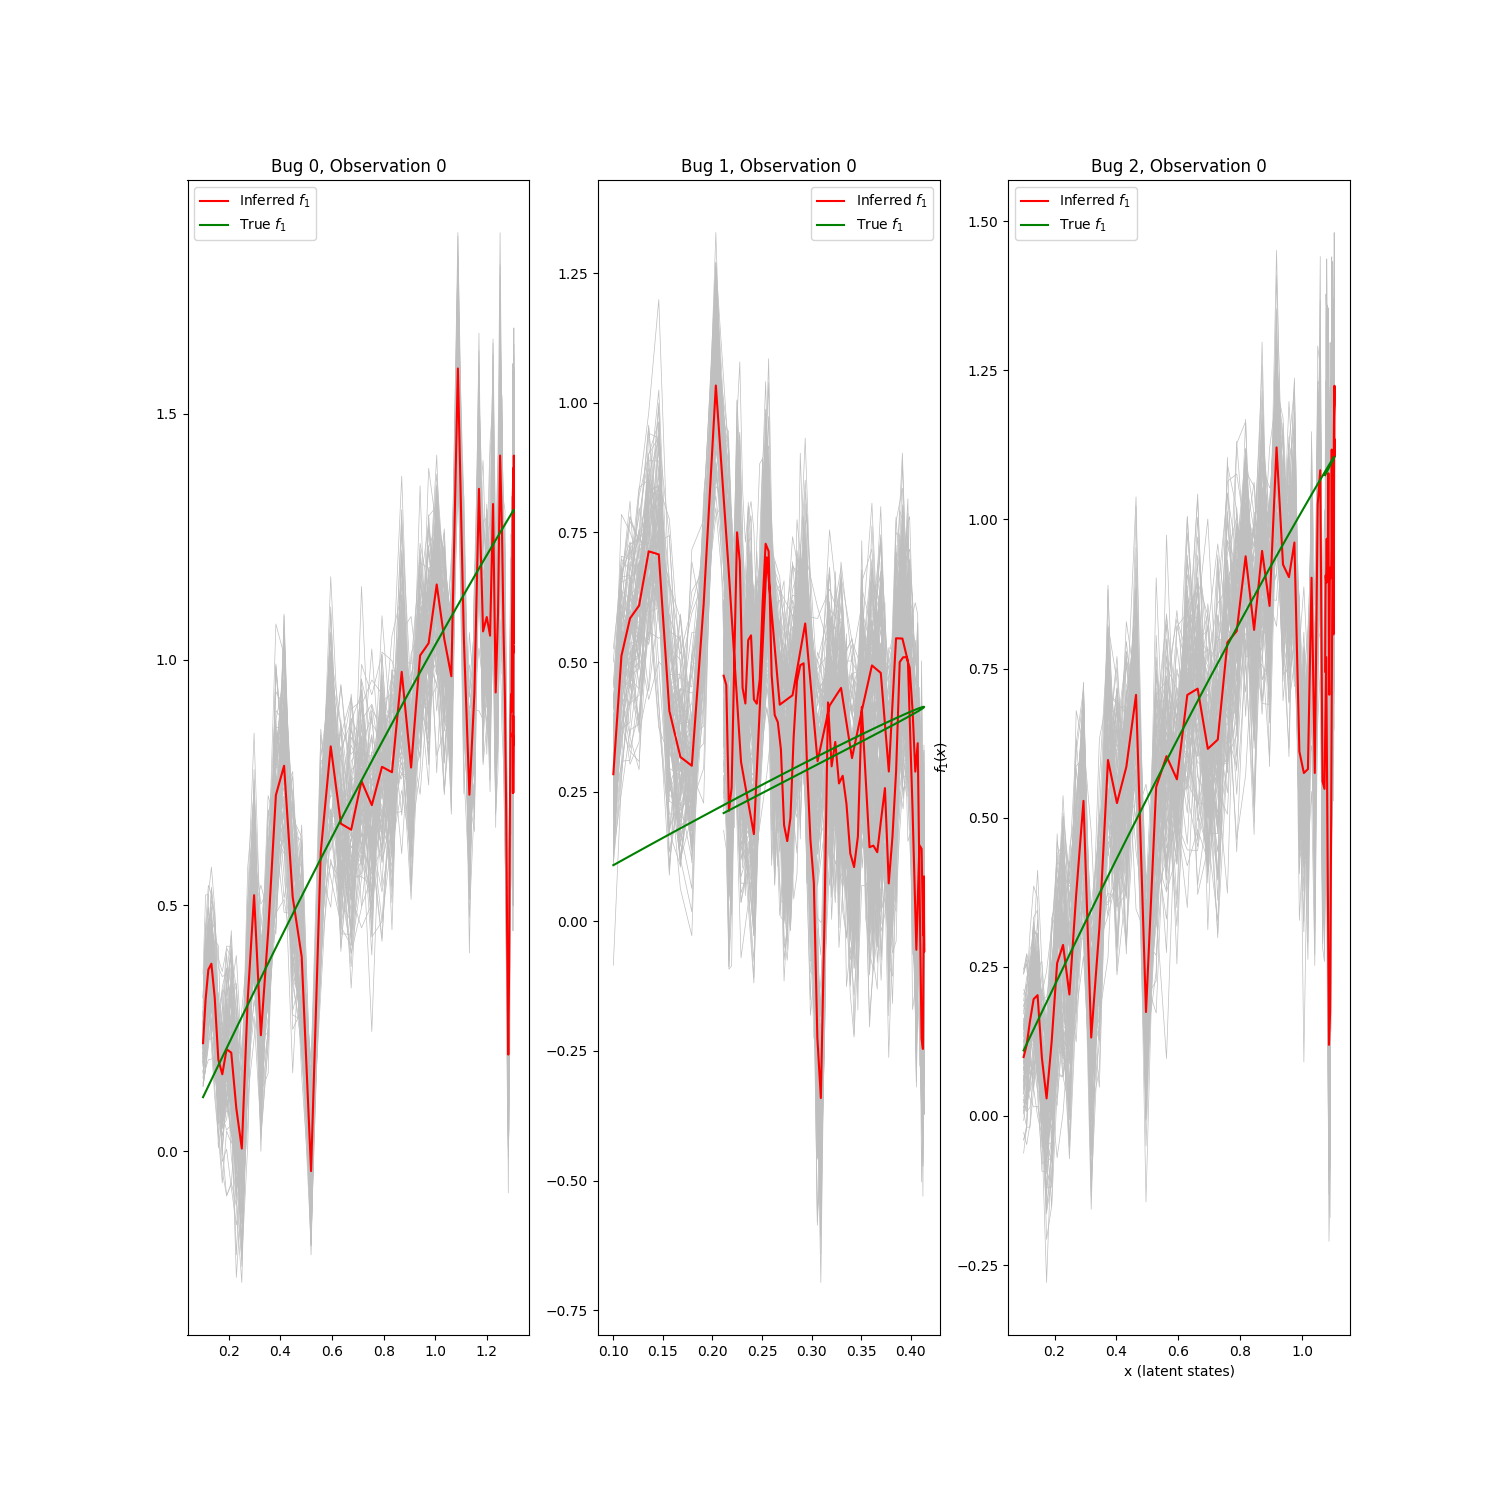 Bug 0, Observation 0
Inferred f₁
True f₁
1.5
1.0
0.5
0.0
0.2 0.4 0.6 0.8 1.0 1.2
Bug 1, Observation 0
Inferred f₁
True f₁
1.25
1.00
0.75
0.50
0.25
0.00
−0.25
−0.50
−0.75
0.10 0.15 0.20 0.25 0.30 0.35 0.40
Bug 2, Observation 0
Inferred f₁
True f₁
f₁(x)
1.50
1.25
1.00
0.75
0.50
0.25
0.00
−0.25
0.2 0.4 0.6 0.8 1.0
x (latent states)